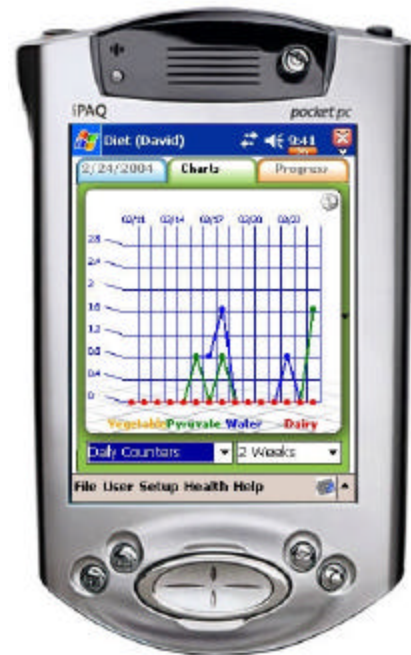 iPAQ pocket pc
Diet (David) 9:41
2/24/2004 Charts Progress
02/11 02/14 02/17 02/20 02/23
2.8
2.4
2
1.6
1.2
0.8
0.4
0
Vegetable Pyruvate Water Dairy
Daily Counters 2 Weeks
File User Setup Health Help